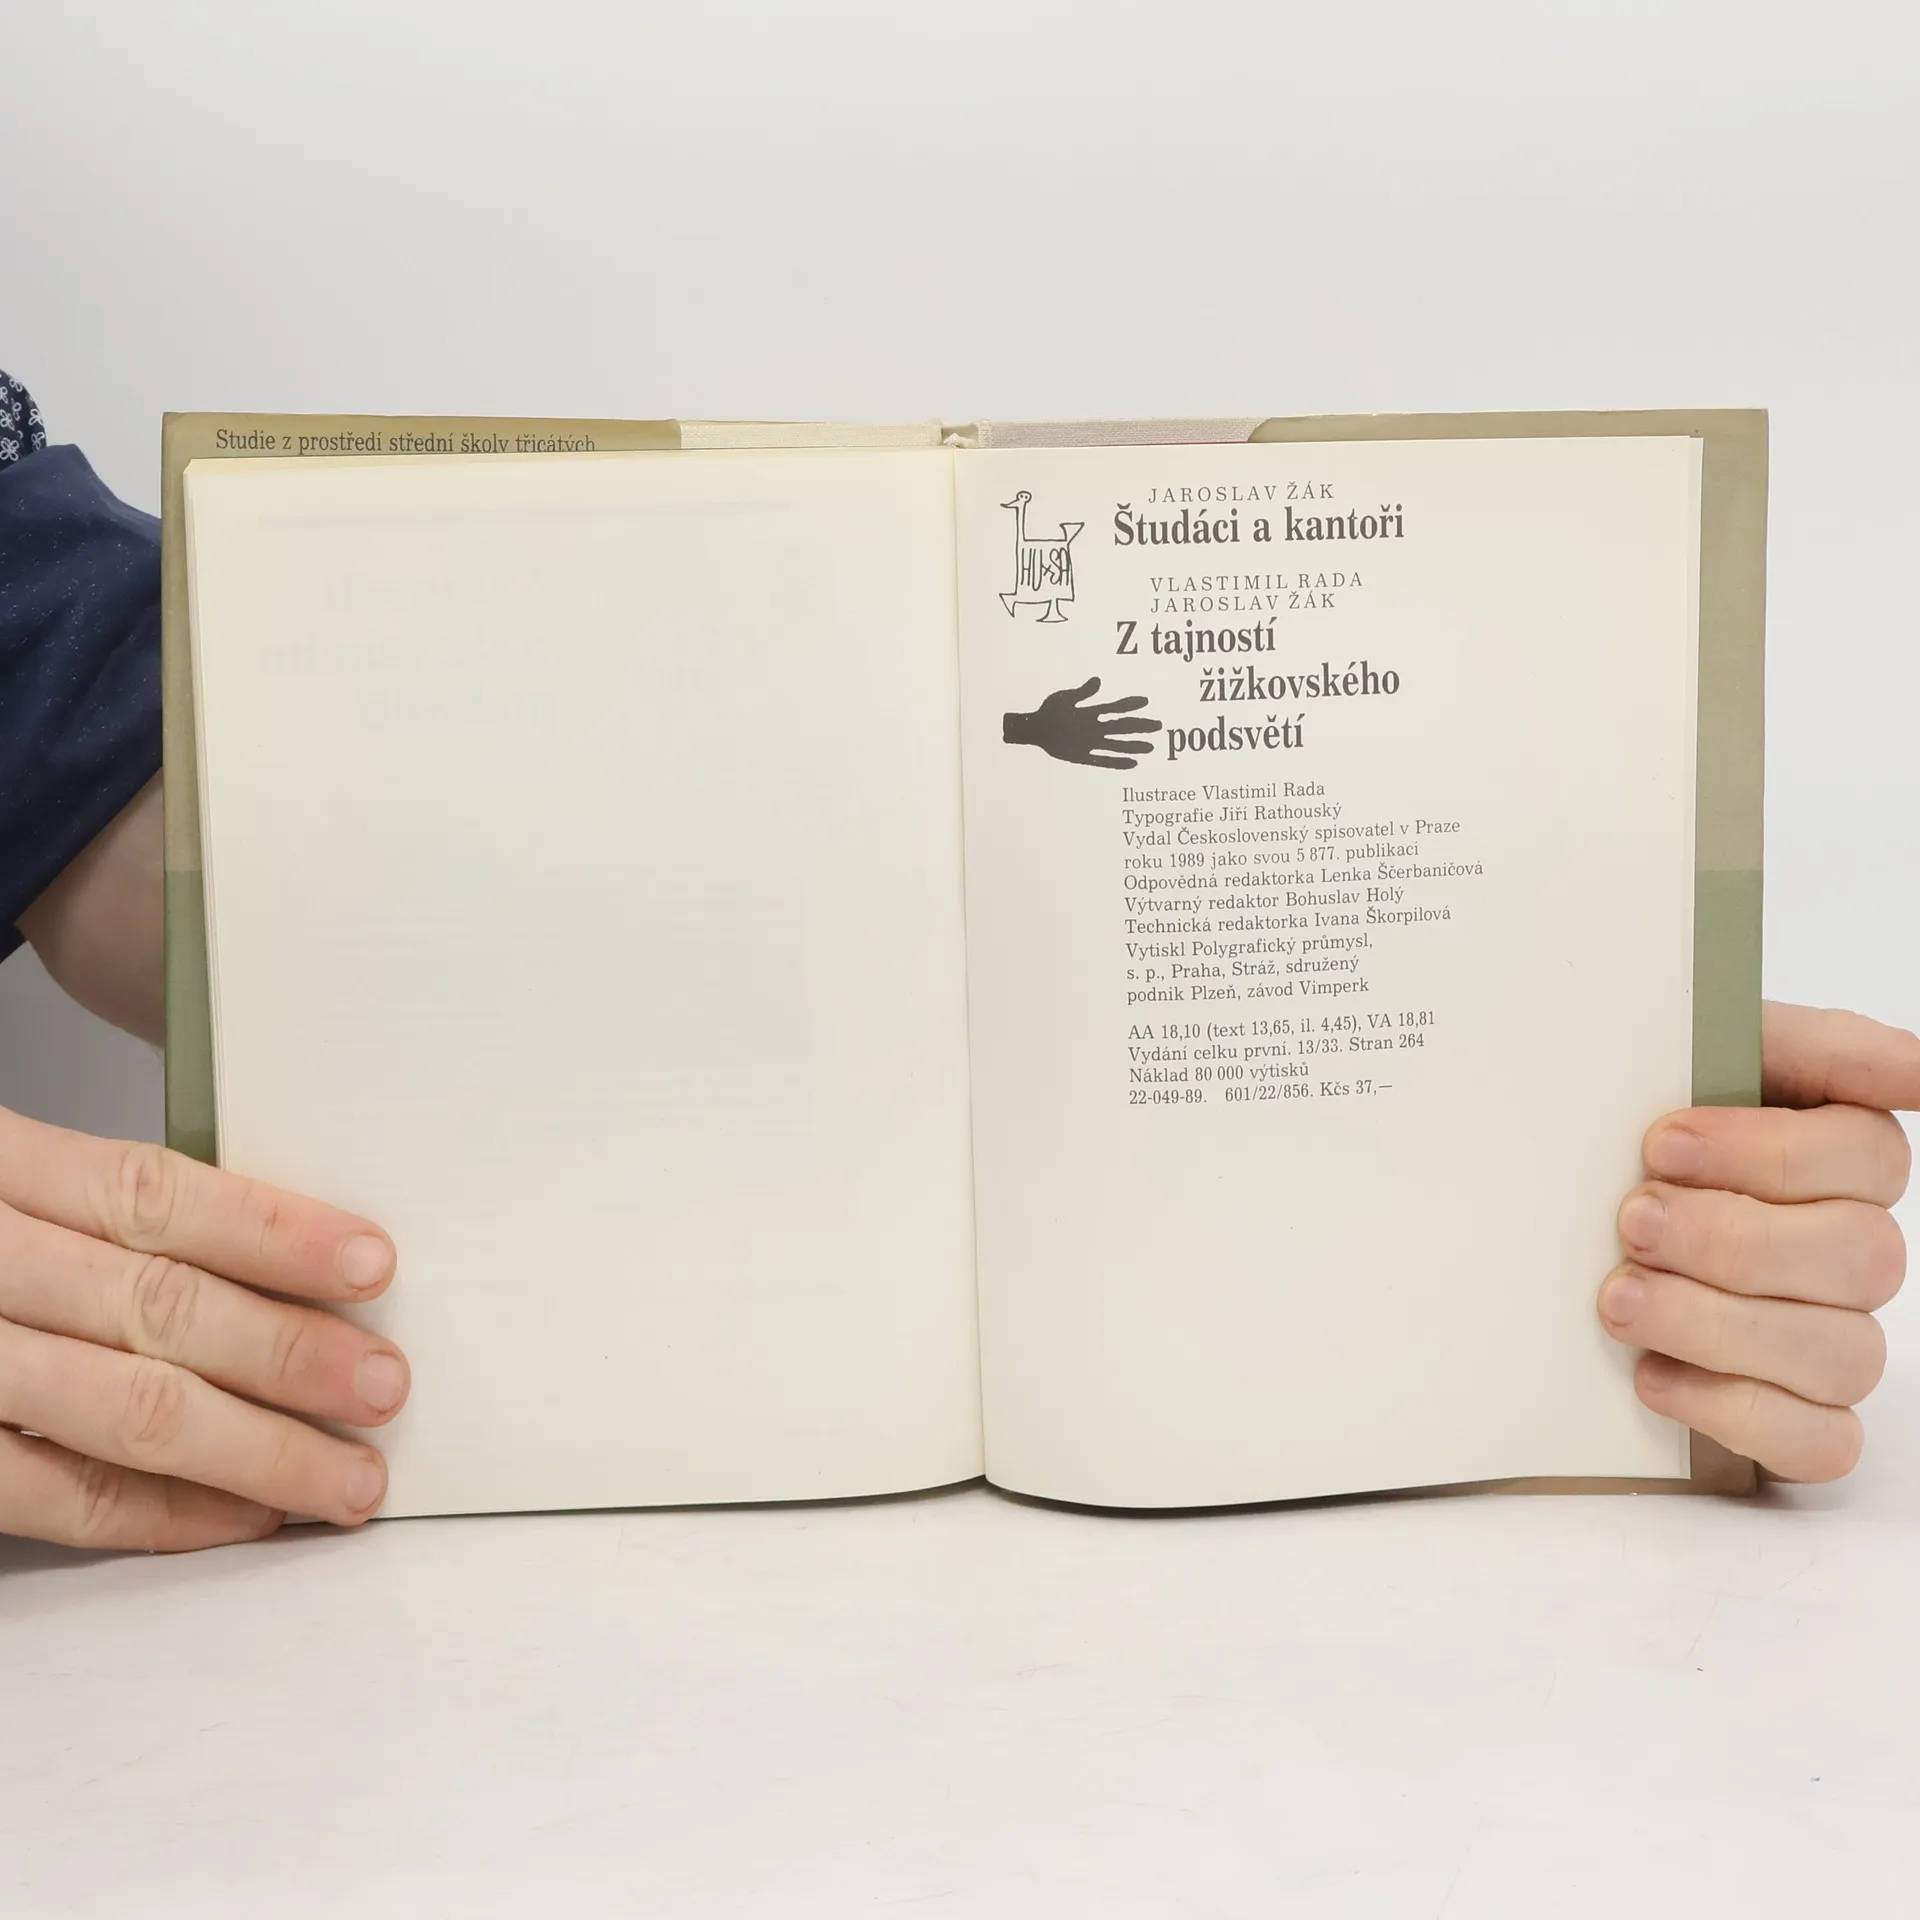 Studie z prostředí střední školy třicátých
JAROSLAV ŽÁK
Študáci a kantoři
HUSA
VLASTIMIL RADA
JAROSLAV ŽÁK
Z tajností
žižkovského
podsvětí
Ilustrace Vlastimil Rada
Typografie Jiří Rathouský
Vydal Československý spisovatel v Praze
roku 1989 jako svou 5 877. publikaci
Odpovědná redaktorka Lenka Ščerbaničová
Výtvarný redaktor Bohuslav Holý
Technická redaktorka Ivana Škorpilová
Vytiskl Polygrafický průmysl,
s. p., Praha, Stráž, sdružený
podnik Plzeň, závod Vimperk
AA 18,10 (text 13,65, il. 4,45), VA 18,81
Vydání celku první. 13/33. Stran 264
Náklad 80 000 výtisků
22-049-89. 601/22/856. Kčs 37,—